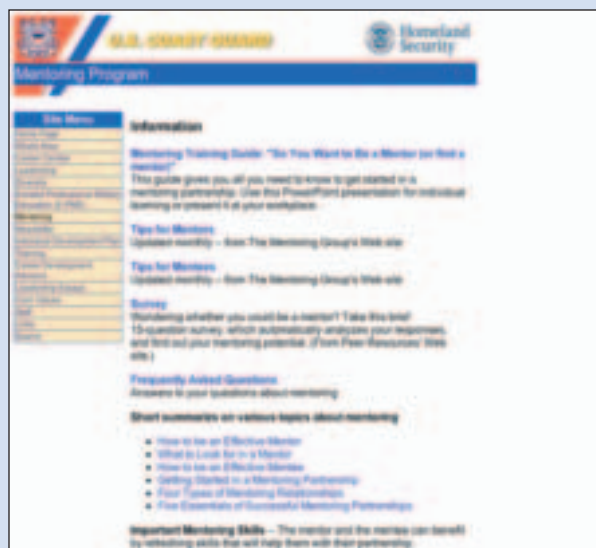 U.S. COAST GUARD
Homeland
Security
Mentoring Program
Site Menu
Home Page
Career Center
Leadership
Mentoring
Training
Information
Mentoring Training Guide: "So You Want to Be a Mentor (or find a
mentor)"
This guide gives you all you need to know to get started in a
mentoring partnership. Use this PowerPoint presentation for individual
learning or present it at your workplace.
Tips for Mentors
Updated monthly – from The Mentoring Group's Web site
Tips for Mentees
Updated monthly – from The Mentoring Group's Web site
Survey
Wondering whether you could be a mentor? Take this brief
15-question survey, which automatically analyzes your responses,
and find out your mentoring potential. (From Peer Resources' Web
site.)
Frequently Asked Questions
Answers to your questions about mentoring
Short summaries on various topics about mentoring
How to be an Effective Mentor
What to Look for in a Mentor
How to be an Effective Mentee
Getting Started in a Mentoring Partnership
Four Types of Mentoring Relationships
Five Essentials of Successful Mentoring Partnerships
Important Mentoring Skills – The mentor and the mentee can benefit
by refreshing skills that will help them with their partnership.